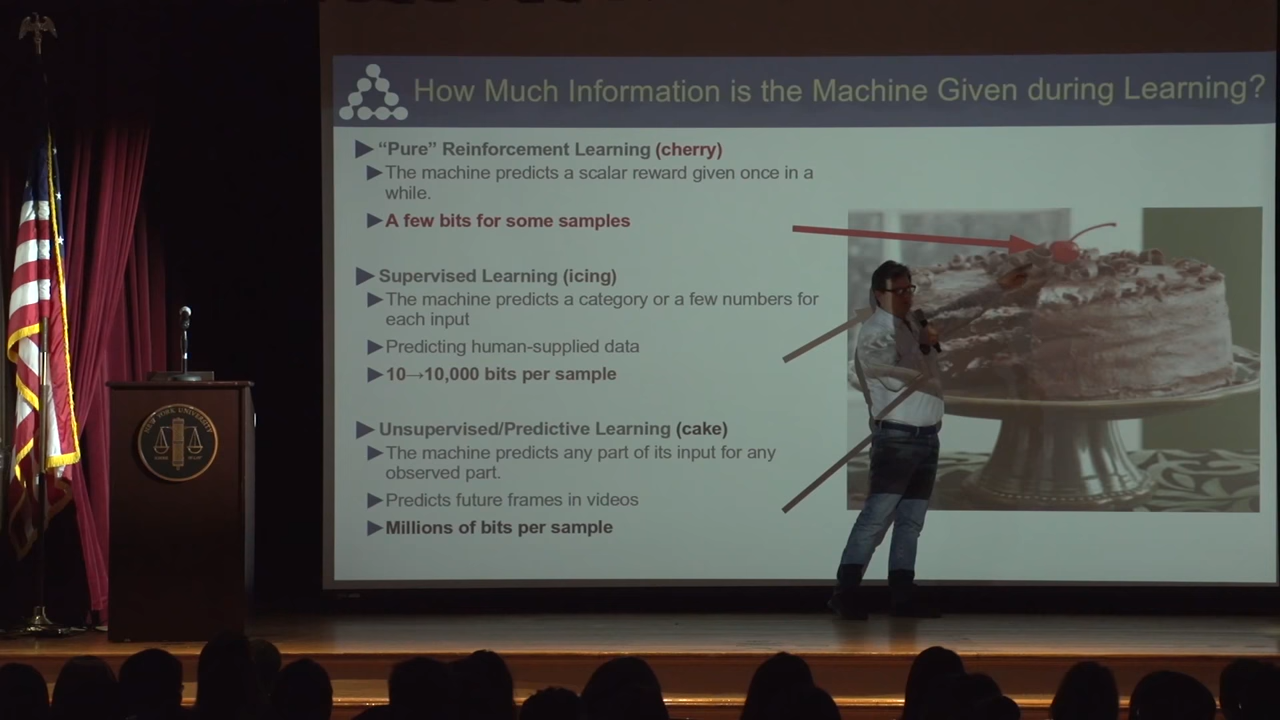 How Much Information is the Machine Given during Learning?
▶ “Pure” Reinforcement Learning (cherry)
▶ The machine predicts a scalar reward given once in a
while.
▶ A few bits for some samples
▶ Supervised Learning (icing)
▶ The machine predicts a category or a few numbers for
each input
▶ Predicting human-supplied data
▶ 10→10,000 bits per sample
▶ Unsupervised/Predictive Learning (cake)
▶ The machine predicts any part of its input for any
observed part.
▶ Predicts future frames in videos
▶ Millions of bits per sample
NEW YORK UNIVERSITY